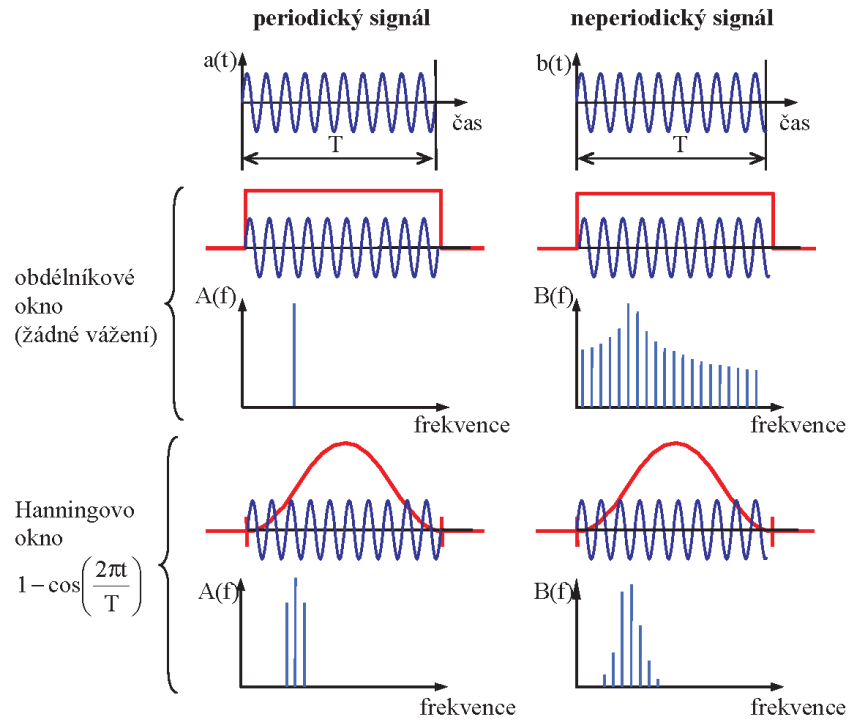 periodický signál
neperiodický signál
a(t)
čas
T
b(t)
čas
T
obdélníkové
okno
(žádné vážení)
A(f)
frekvence
B(f)
frekvence
Hanningovo
okno
1−cos(2πt/T)
A(f)
frekvence
B(f)
frekvence